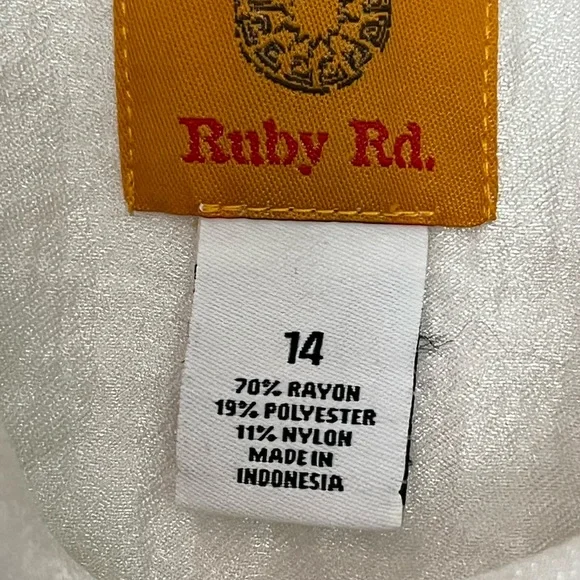 Ruby Rd.
14
70% RAYON
19% POLYESTER
11% NYLON
MADE IN
INDONESIA